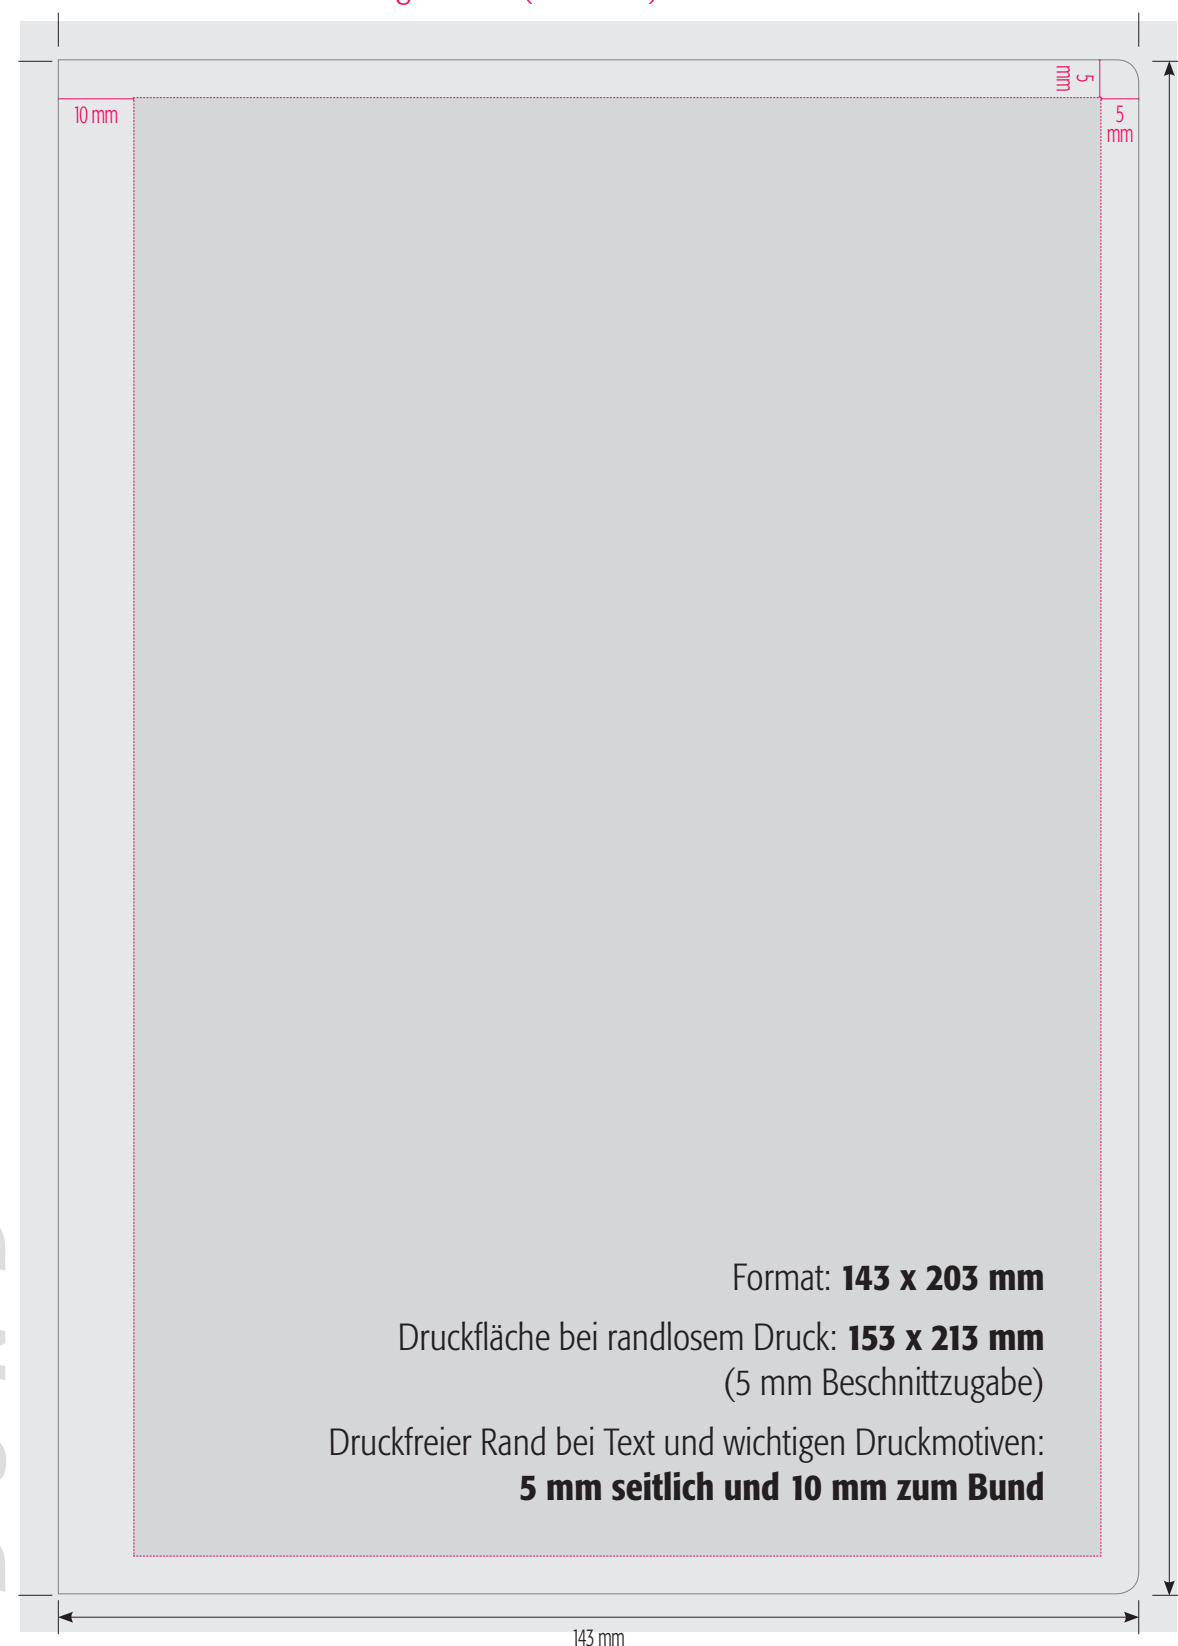 10 mm
5
mm
5
mm
Format: 143 x 203 mm
Druckfläche bei randlosem Druck: 153 x 213 mm
(5 mm Beschnittzugabe)
Druckfreier Rand bei Text und wichtigen Druckmotiven:
5 mm seitlich und 10 mm zum Bund
143 mm